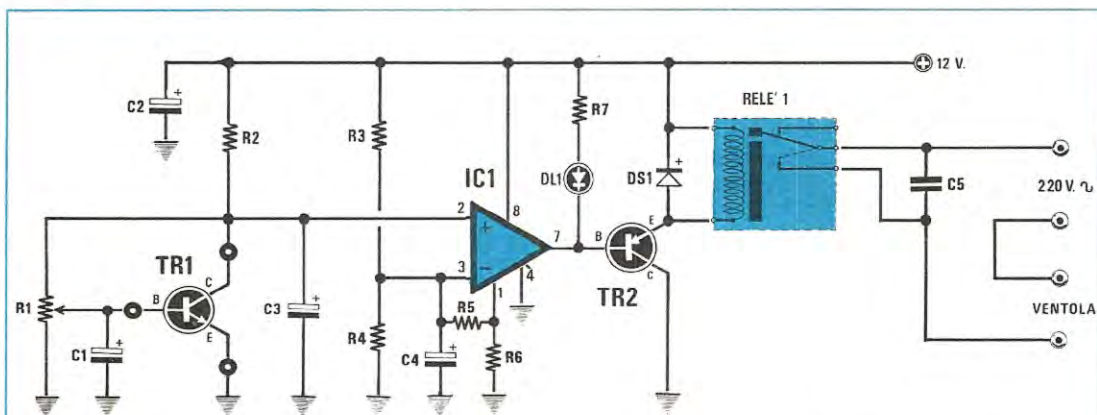 12 V.
C2
+
R2
R3
R7
RELE' 1
IC1
DL1
DS1
+
C5
220 V. ~
2
+
8
7
3
−
4
1
B
E
C
TR2
TR1
C
B
E
R1
C1
+
C3
+
R4
R5
C4
+
R6
VENTOLA